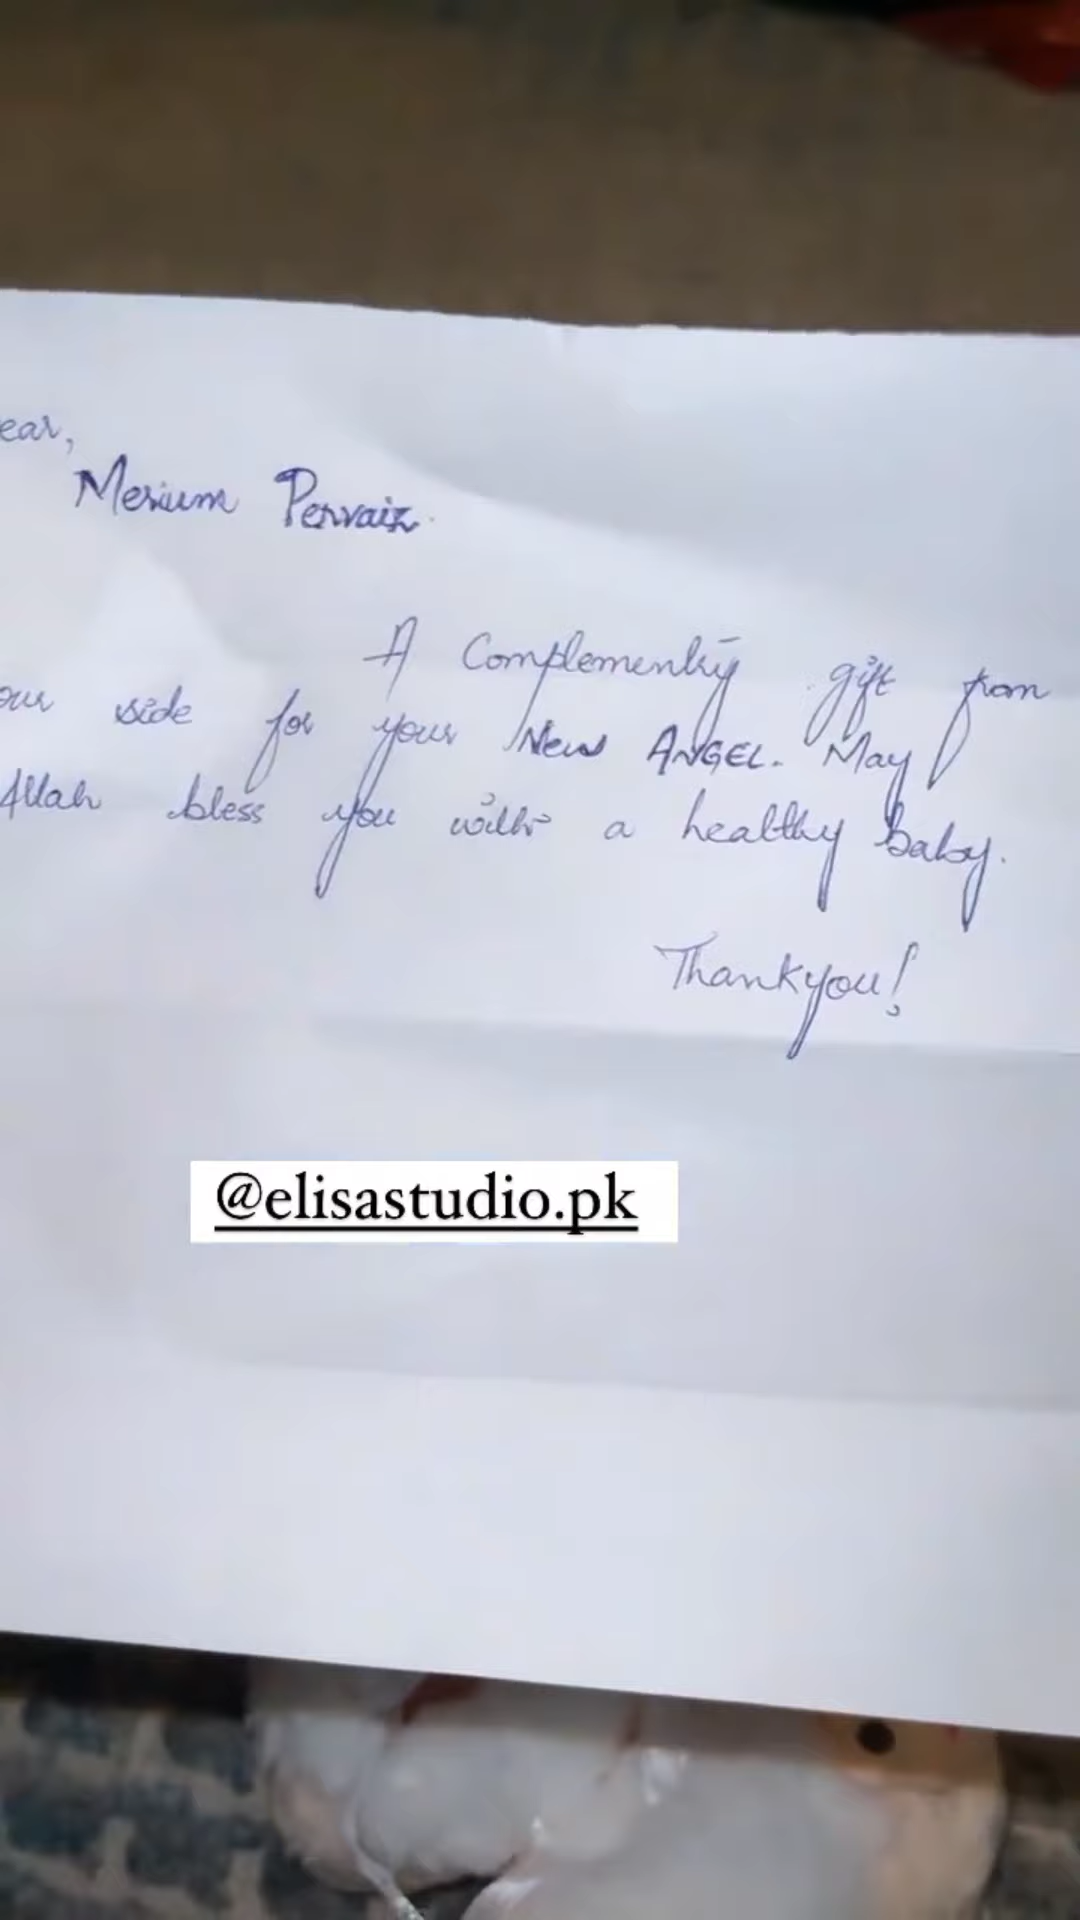 ear,
Merium Pervaiz.
A Complementry gift from
our side for your New ANGEL. May
Allah bless you with a healthy baby.
Thankyou!
@elisastudio.pk